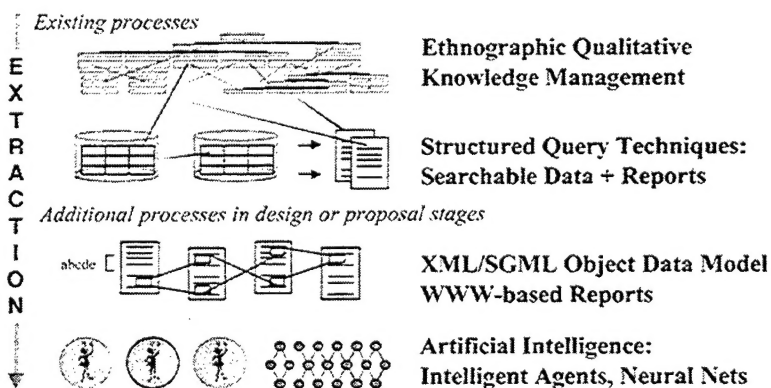 Existing processes
EXTRACTION
Ethnographic Qualitative
Knowledge Management
Structured Query Techniques:
Searchable Data + Reports
Additional processes in design or proposal stages
abcde
XML/SGML Object Data Model
WWW-based Reports
Artificial Intelligence:
Intelligent Agents, Neural Nets